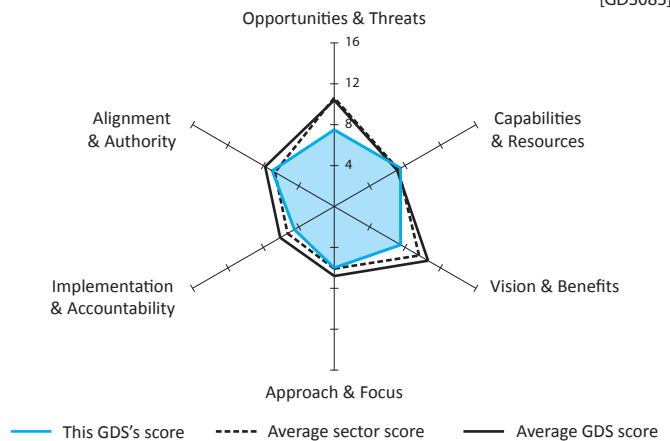 [GDS085]
Opportunities & Threats
16
12
8
4
Alignment
& Authority
Capabilities
& Resources
Implementation
& Accountability
Vision & Benefits
Approach & Focus
This GDS's score
Average sector score
Average GDS score